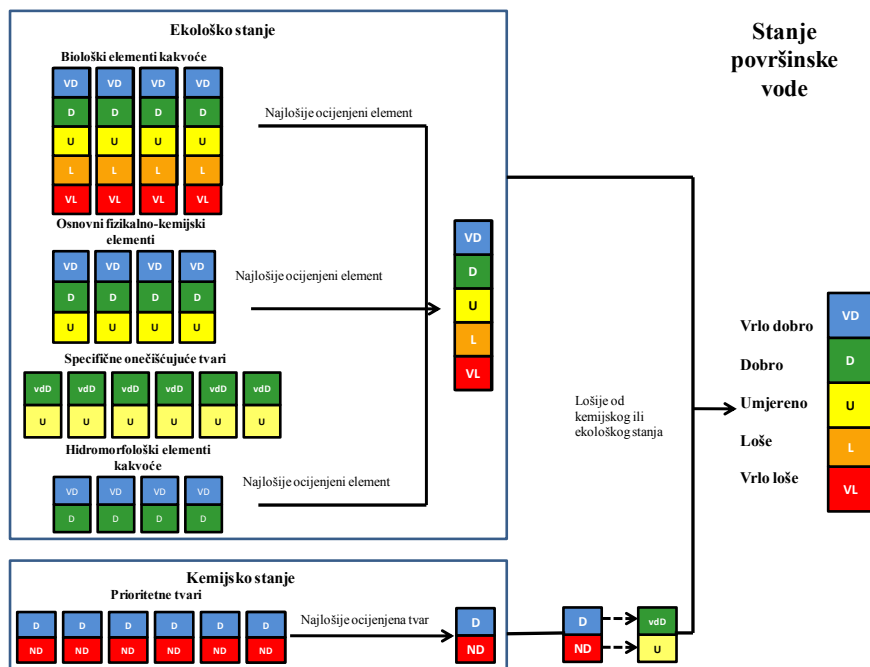 Ekološko stanje
Biološki elementi kakvoće
VD VD VD VD
D D D D
U U U U
L L L L
VL VL VL VL
Najlošije ocijenjeni element
Osnovni fizikalno-kemijski
elementi
VD VD VD VD
D D D D
U U U U
Najlošije ocijenjeni element
Specifične onečišćujuće tvari
vdD vdD vdD vdD vdD vdD
U U U U U U
Hidromorfološki elementi
kakvoće
VD VD VD VD
D D D D
Najlošije ocijenjeni element
VD
D
U
L
VL
Kemijsko stanje
Prioritetne tvari
D D D D D D
ND ND ND ND ND ND
Najlošije ocijenjena tvar
D
ND
D
ND
vdD
U
Lošije od
kemijskog ili
ekološkog stanja
Stanje
površinske
vode
Vrlo dobro VD
Dobro D
Umjereno U
Loše L
Vrlo loše VL